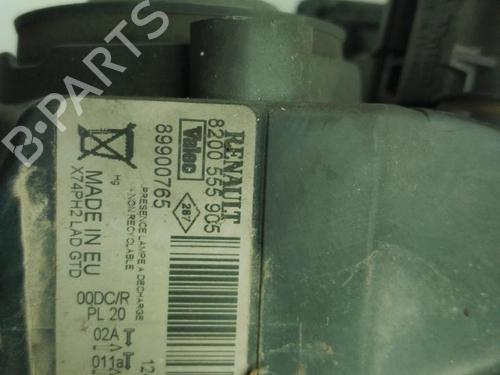 RENAULT
8200 555 905
Valeo
287
89900765
PRESENCE LAMPE A DECHARGE
NON RECYCLABLE
Hg
MADE IN EU
X74PH2 LAD GTD
00DC/R
PL 20
02A
011a
B-PARTS